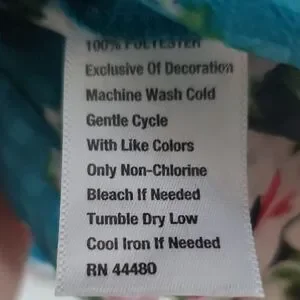 100% POLYESTER
Exclusive Of Decoration
Machine Wash Cold
Gentle Cycle
With Like Colors
Only Non-Chlorine
Bleach If Needed
Tumble Dry Low
Cool Iron If Needed
RN 44480